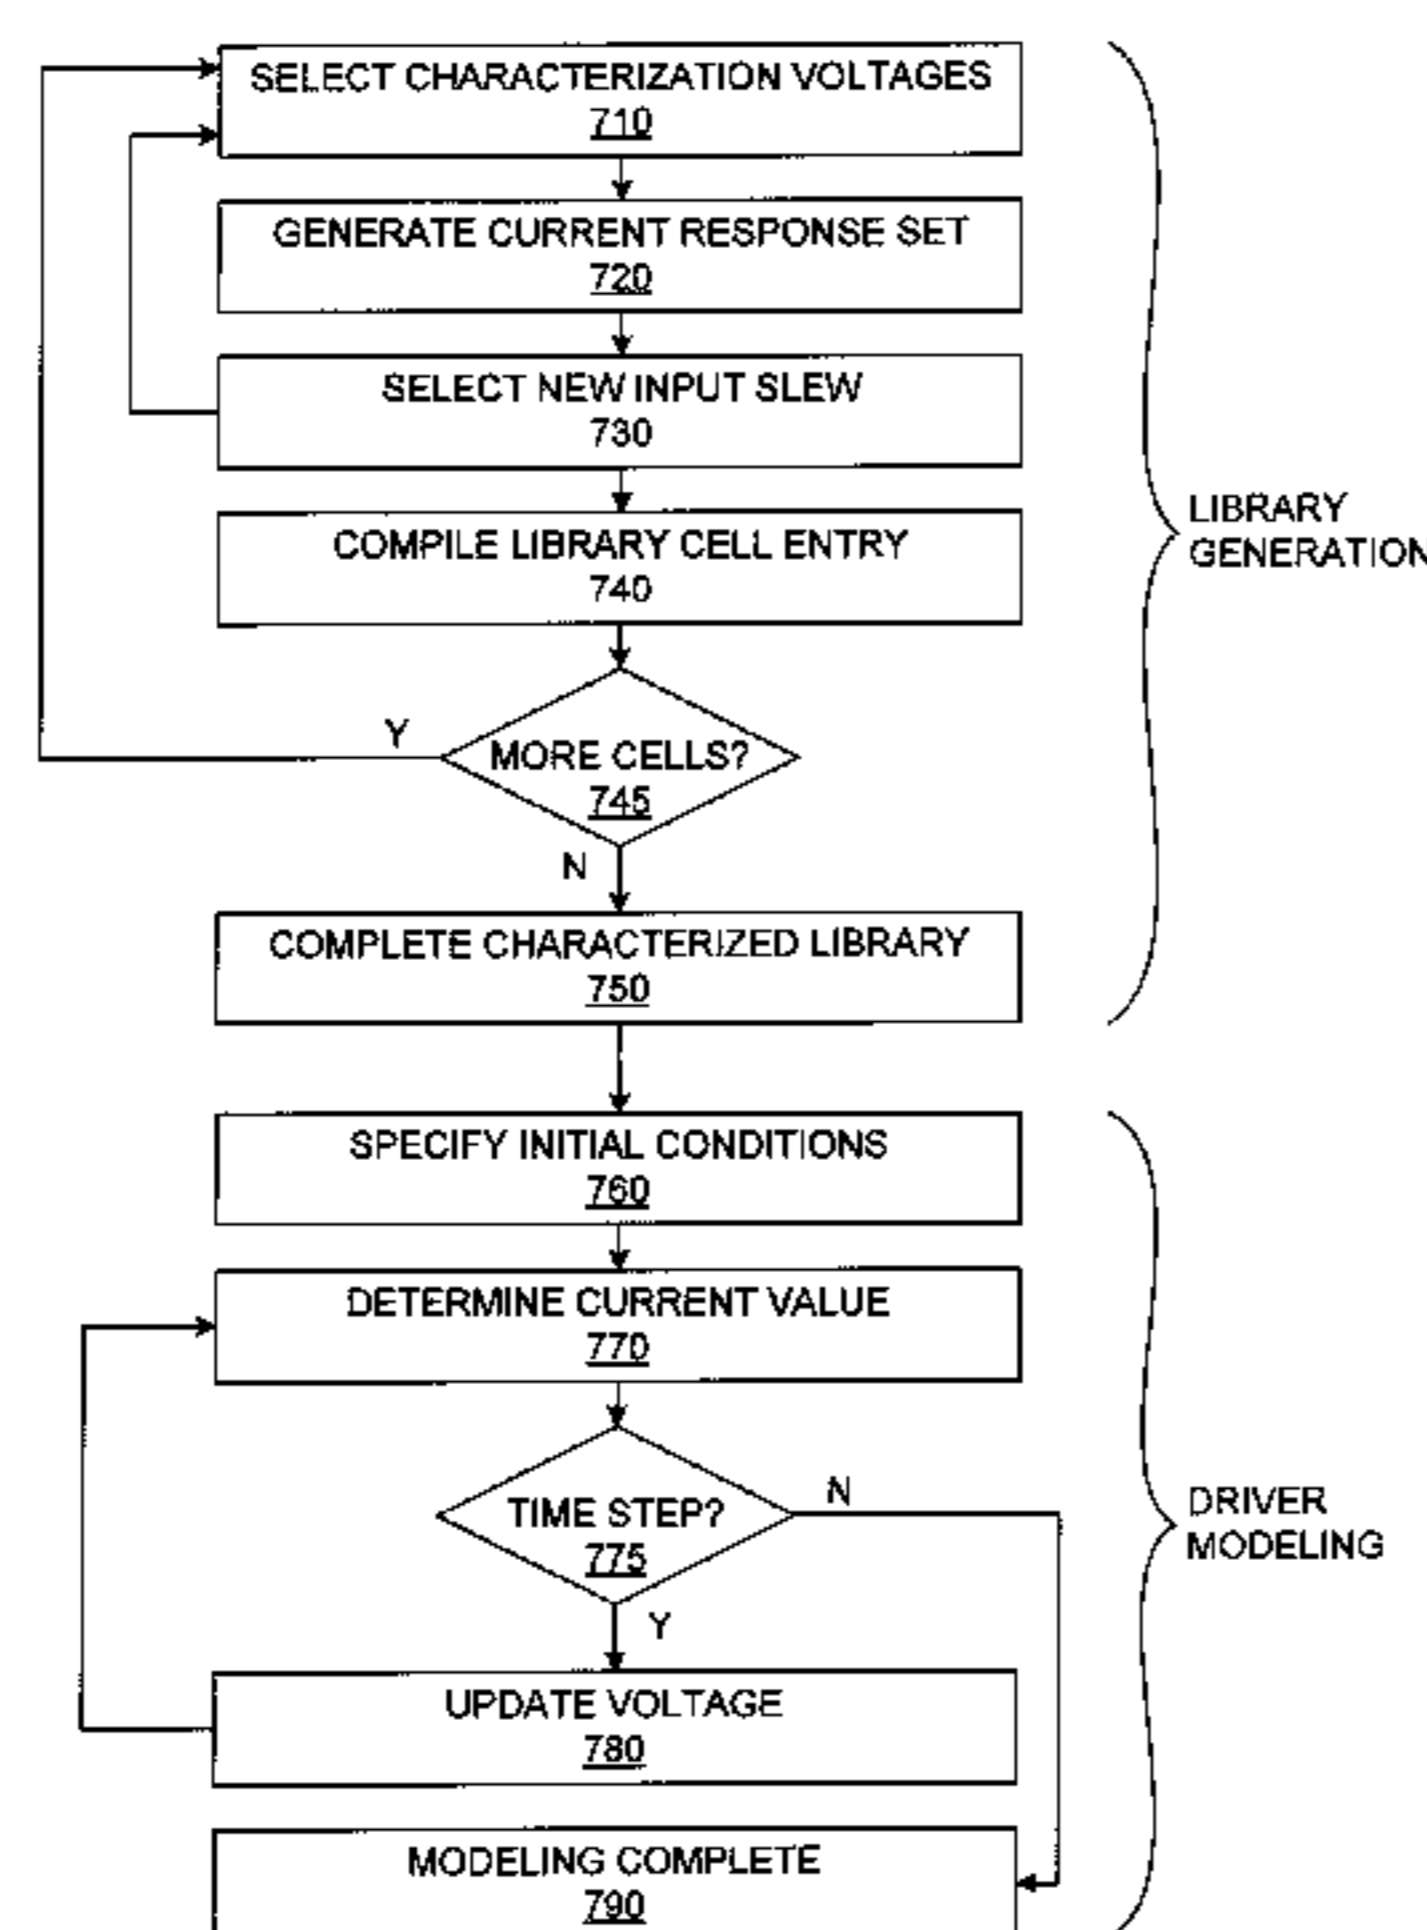 SELECT CHARACTERIZATION VOLTAGES
710
GENERATE CURRENT RESPONSE SET
720
SELECT NEW INPUT SLEW
730
COMPILE LIBRARY CELL ENTRY
740
LIBRARY
GENERATION
Y
MORE CELLS?
745
N
COMPLETE CHARACTERIZED LIBRARY
750
SPECIFY INITIAL CONDITIONS
760
DETERMINE CURRENT VALUE
770
N
TIME STEP?
775
DRIVER
MODELING
Y
UPDATE VOLTAGE
780
MODELING COMPLETE
790